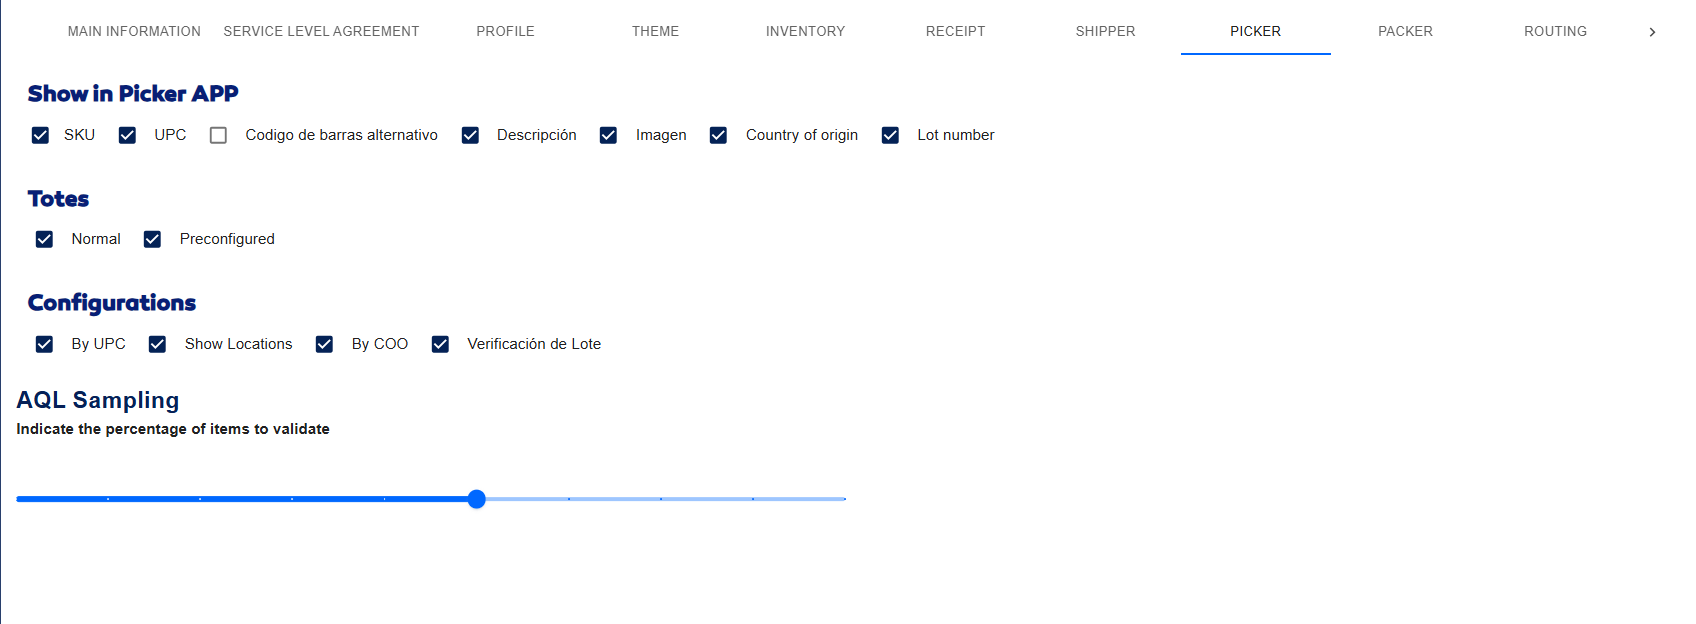 MAIN INFORMATION SERVICE LEVEL AGREEMENT PROFILE THEME INVENTORY RECEIPT SHIPPER PICKER PACKER ROUTING
Show in Picker APP
SKU UPC Codigo de barras alternativo Descripción Imagen Country of origin Lot number
Totes
Normal Preconfigured
Configurations
By UPC Show Locations By COO Verificación de Lote
AQL Sampling
Indicate the percentage of items to validate